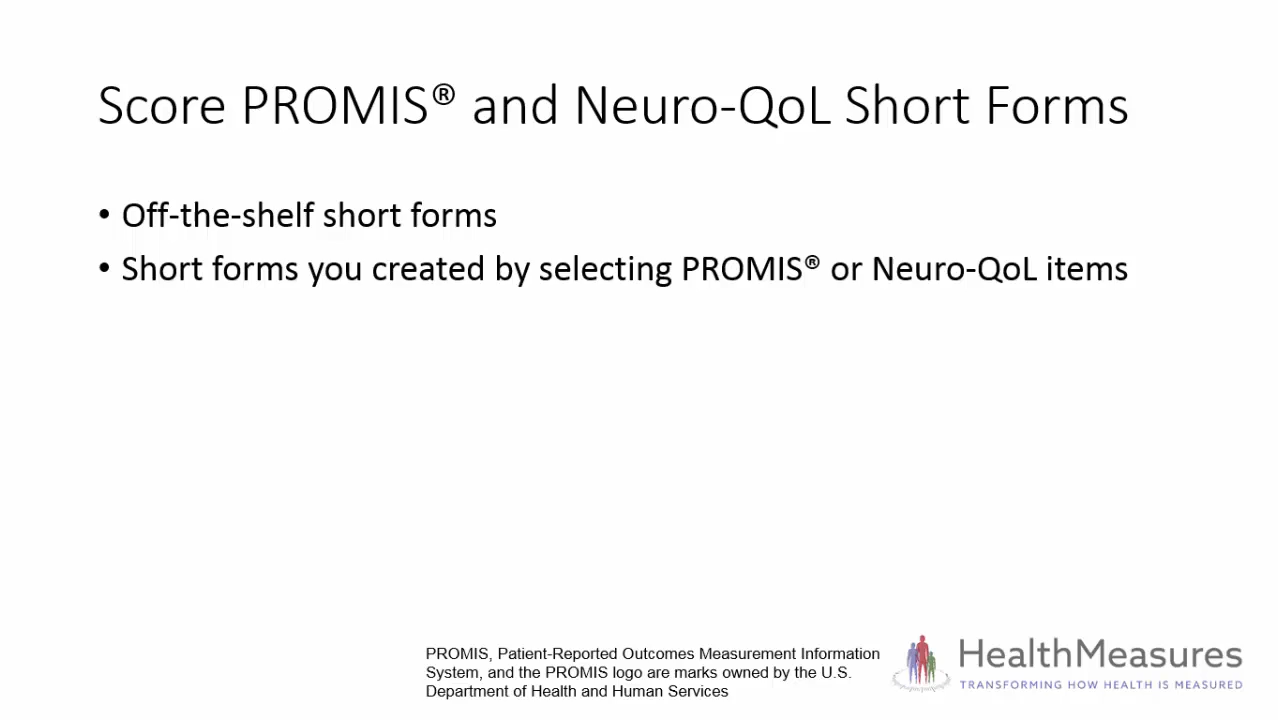 Score PROMIS® and Neuro-QoL Short Forms
• Off-the-shelf short forms
• Short forms you created by selecting PROMIS® or Neuro-QoL items
PROMIS, Patient-Reported Outcomes Measurement Information
System, and the PROMIS logo are marks owned by the U.S.
Department of Health and Human Services
HealthMeasures
TRANSFORMING HOW HEALTH IS MEASURED